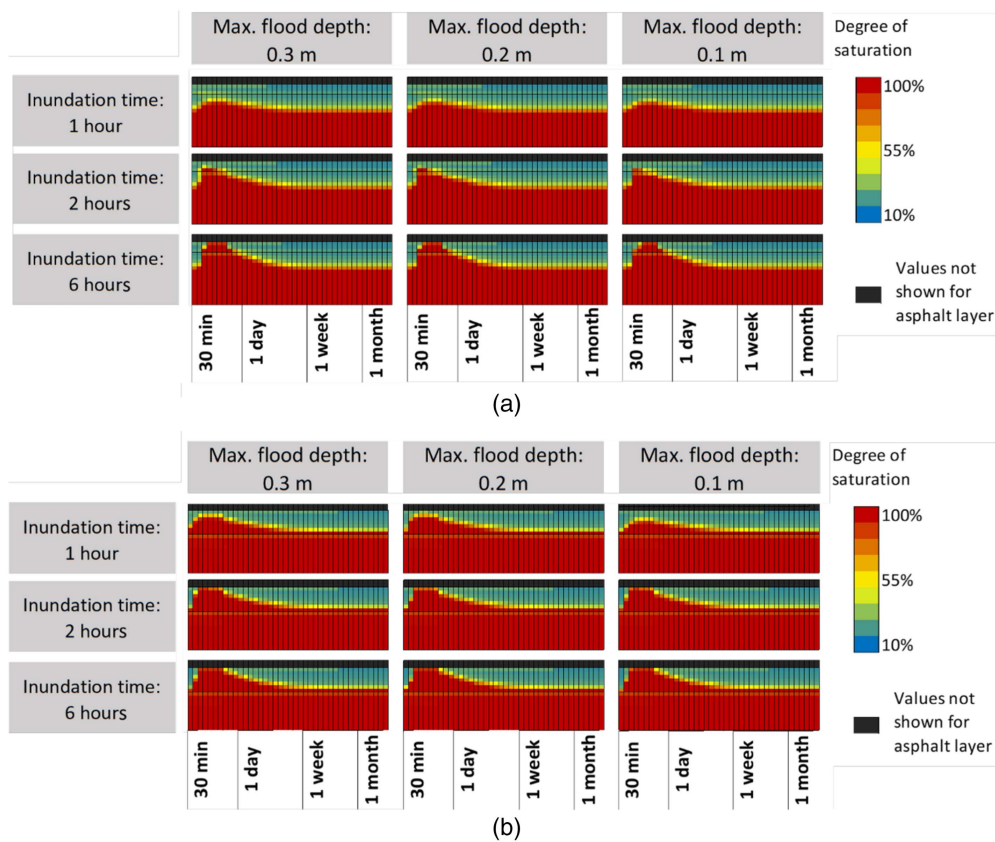 Max. flood depth:
0.3 m
Max. flood depth:
0.2 m
Max. flood depth:
0.1 m
Degree of
saturation
Inundation time:
1 hour
Inundation time:
2 hours
Inundation time:
6 hours
100%
55%
10%
Values not
shown for
asphalt layer
30 min
1 day
1 week
1 month
30 min
1 day
1 week
1 month
30 min
1 day
1 week
1 month
(a)
Max. flood depth:
0.3 m
Max. flood depth:
0.2 m
Max. flood depth:
0.1 m
Degree of
saturation
Inundation time:
1 hour
Inundation time:
2 hours
Inundation time:
6 hours
100%
55%
10%
Values not
shown for
asphalt layer
30 min
1 day
1 week
1 month
30 min
1 day
1 week
1 month
30 min
1 day
1 week
1 month
(b)